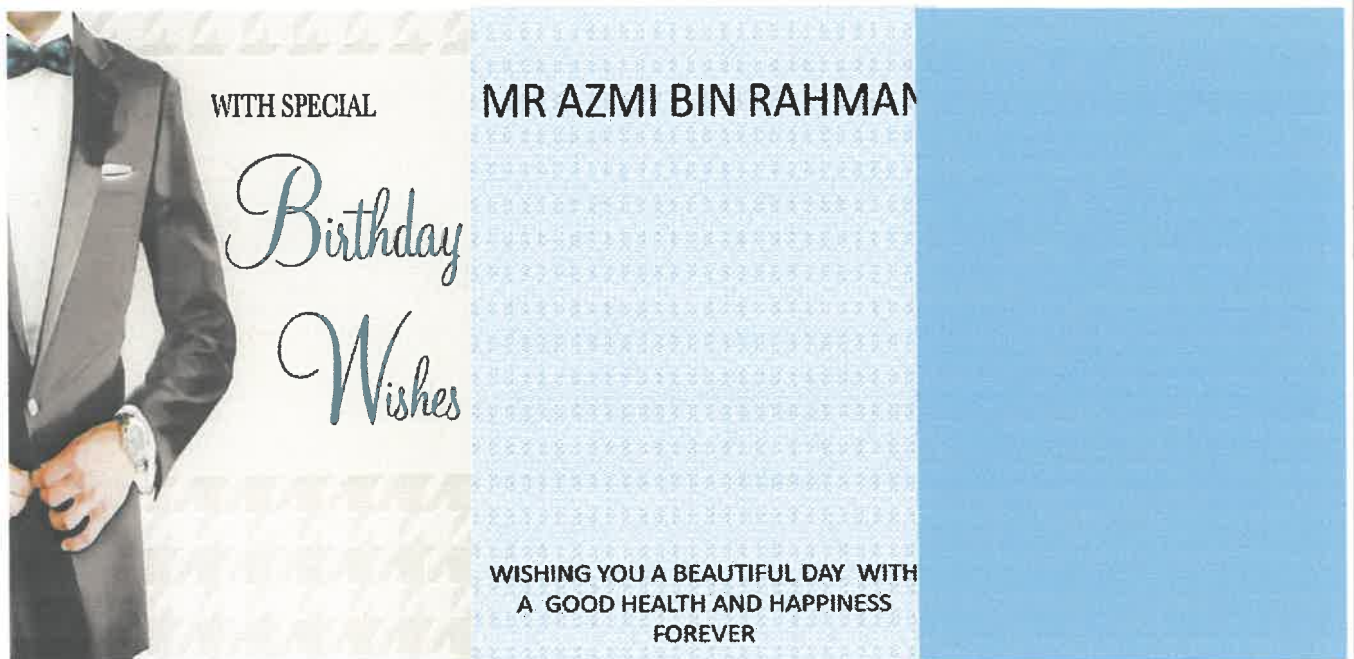 WITH SPECIAL
Birthday
Wishes
MR AZMI BIN RAHMAN
WISHING YOU A BEAUTIFUL DAY WITH
A GOOD HEALTH AND HAPPINESS
FOREVER